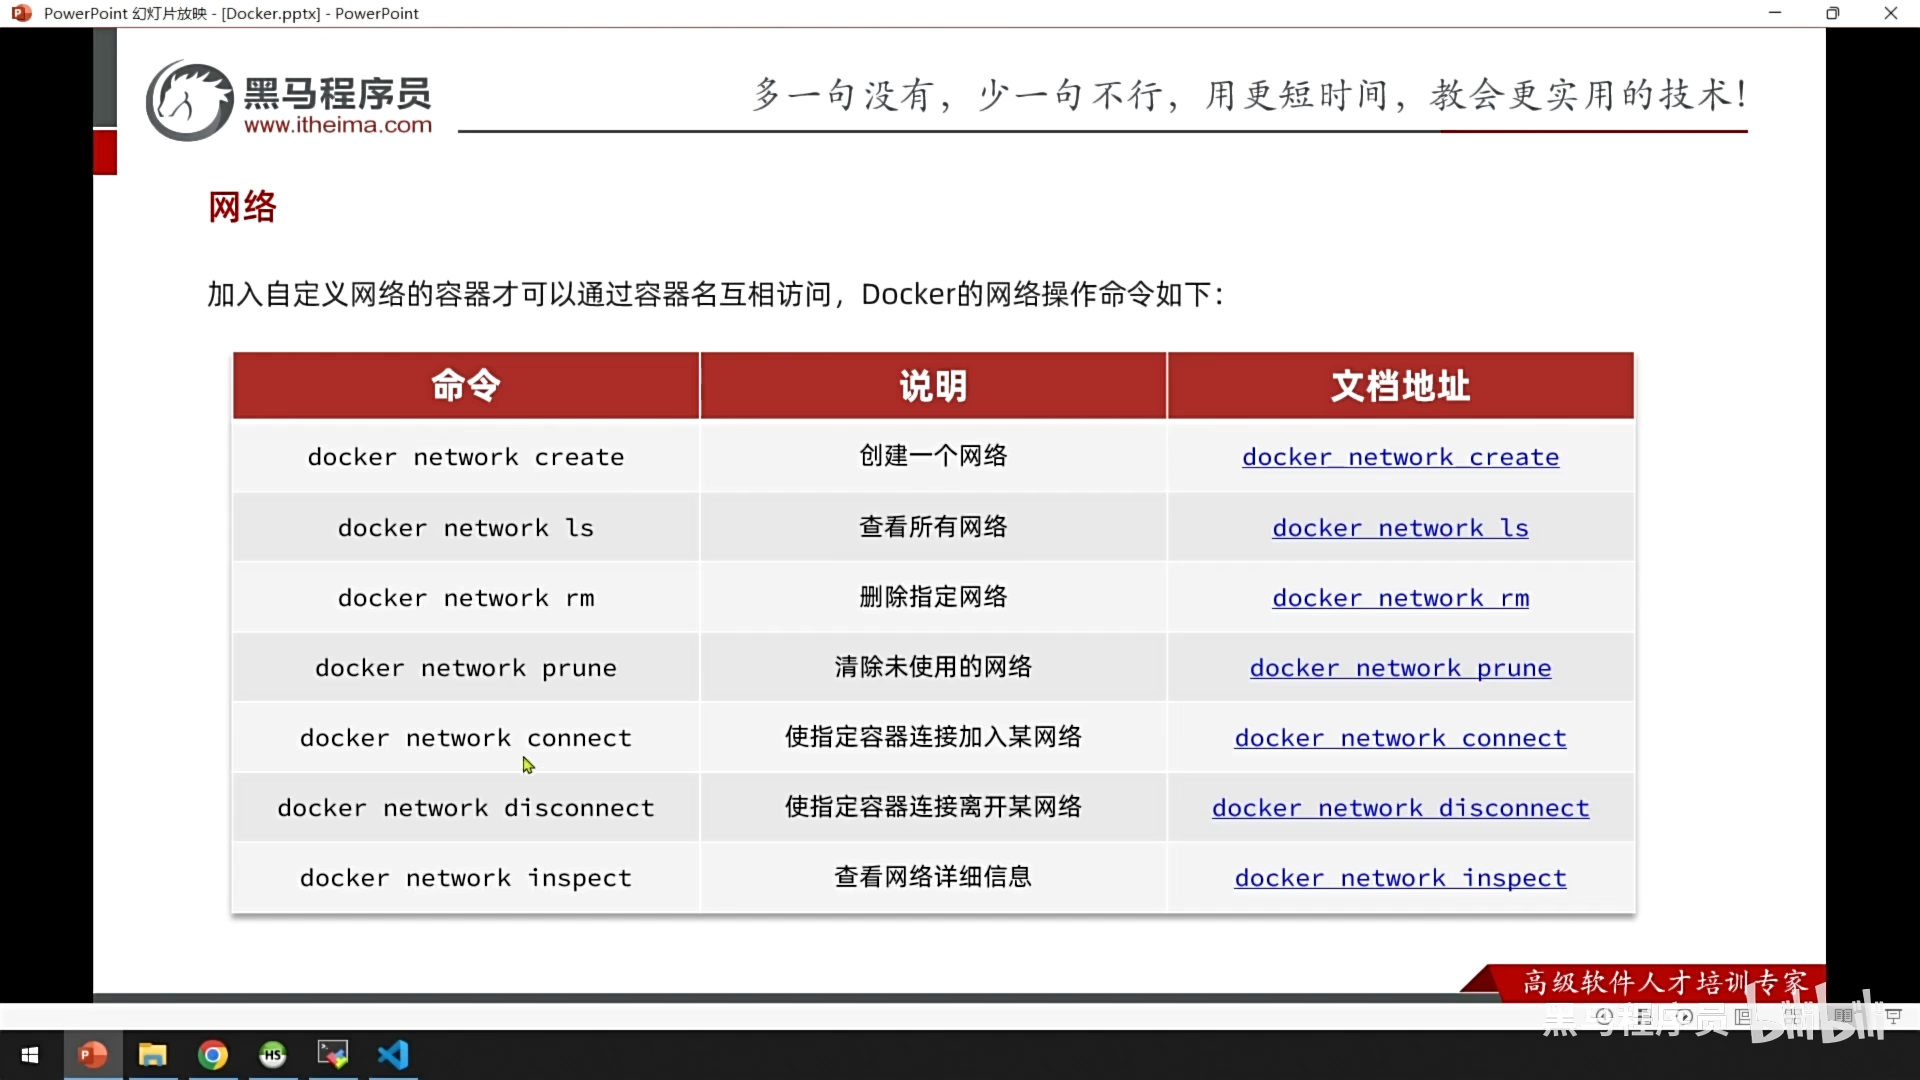 PowerPoint 幻灯片放映 - [Docker.pptx] - PowerPoint
黑马程序员
www.itheima.com
多一句没有，少一句不行，用更短时间，教会更实用的技术！
网络
加入自定义网络的容器才可以通过容器名互相访问，Docker的网络操作命令如下：
命令 说明 文档地址
docker network create 创建一个网络 docker network create
docker network ls 查看所有网络 docker network ls
docker network rm 删除指定网络 docker network rm
docker network prune 清除未使用的网络 docker network prune
docker network connect 使指定容器连接加入某网络 docker network connect
docker network disconnect 使指定容器连接离开某网络 docker network disconnect
docker network inspect 查看网络详细信息 docker network inspect
高级软件人才培训专家
黑马程序员 bilibili
HS